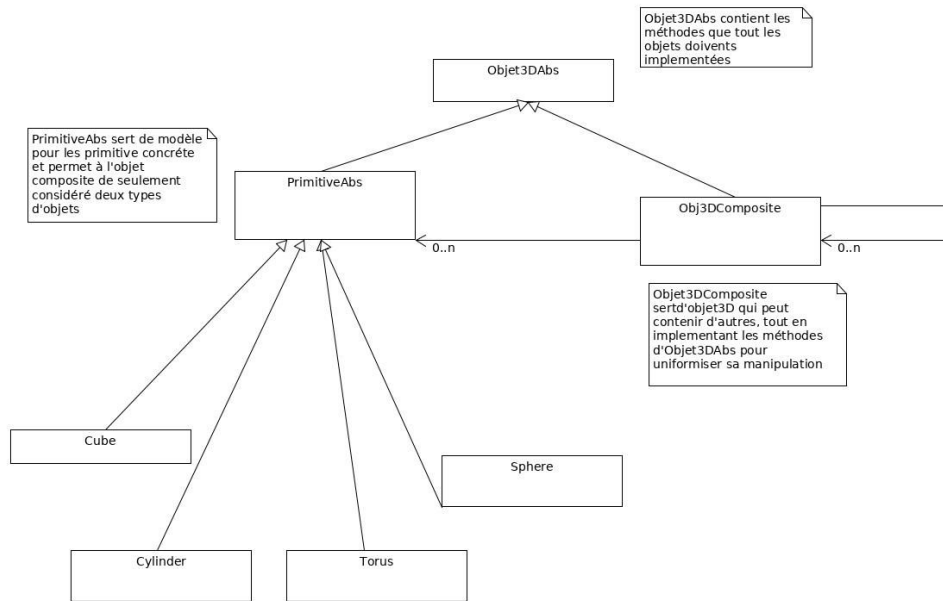 Objet3DAbs contient les
méthodes que tout les
objets doivents
implementées
Objet3DAbs
PrimitiveAbs sert de modèle
pour les primitive concréte
et permet à l'objet
composite de seulement
considéré deux types
d'objets
PrimitiveAbs
Obj3DComposite
0..n
0..n
Objet3DComposite
sertd'objet3D qui peut
contenir d'autres, tout en
implementant les méthodes
d'Objet3DAbs pour
uniformiser sa manipulation
Cube
Sphere
Cylinder
Torus